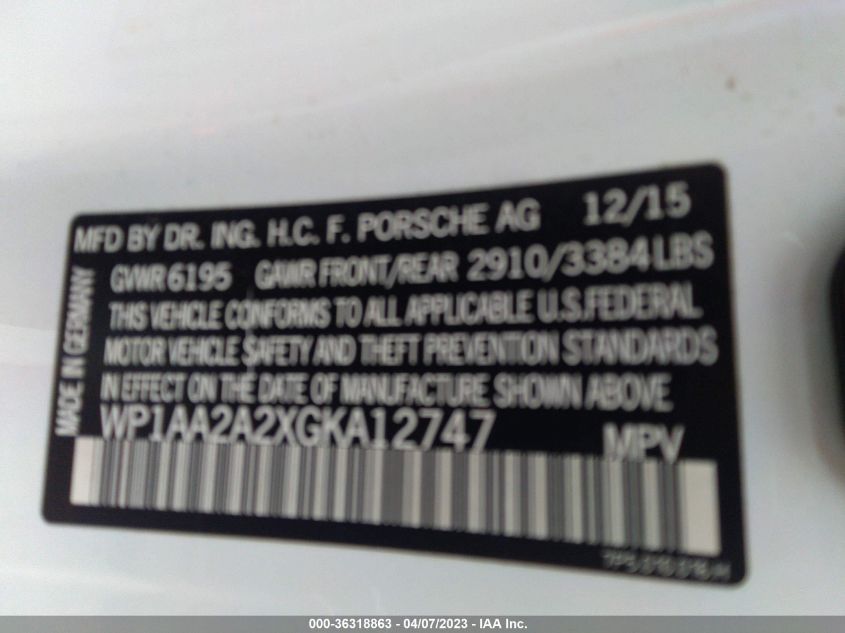 MFD BY DR. ING. H.C. F. PORSCHE AG 12/15
GVWR 6195 GAWR FRONT/REAR 2910/3384 LBS
THIS VEHICLE CONFORMS TO ALL APPLICABLE U.S. FEDERAL
MOTOR VEHICLE SAFETY AND THEFT PREVENTION STANDARDS
IN EFFECT ON THE DATE OF MANUFACTURE SHOWN ABOVE
WP1AA2A2XGKA12747 MPV
MADE IN GERMANY
000-36318863 - 04/07/2023 - IAA Inc.